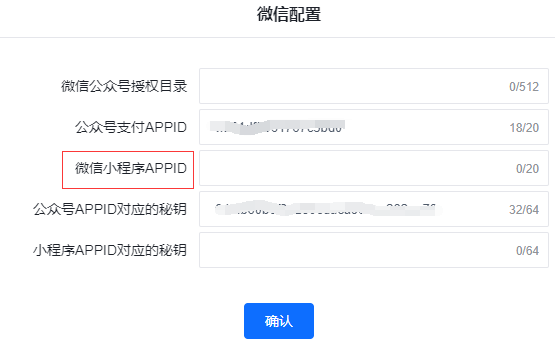 微信配置
微信公众号授权目录 0/512
公众号支付APPID 18/20
微信小程序APPID 0/20
公众号APPID对应的秘钥 32/64
小程序APPID对应的秘钥 0/64
确认